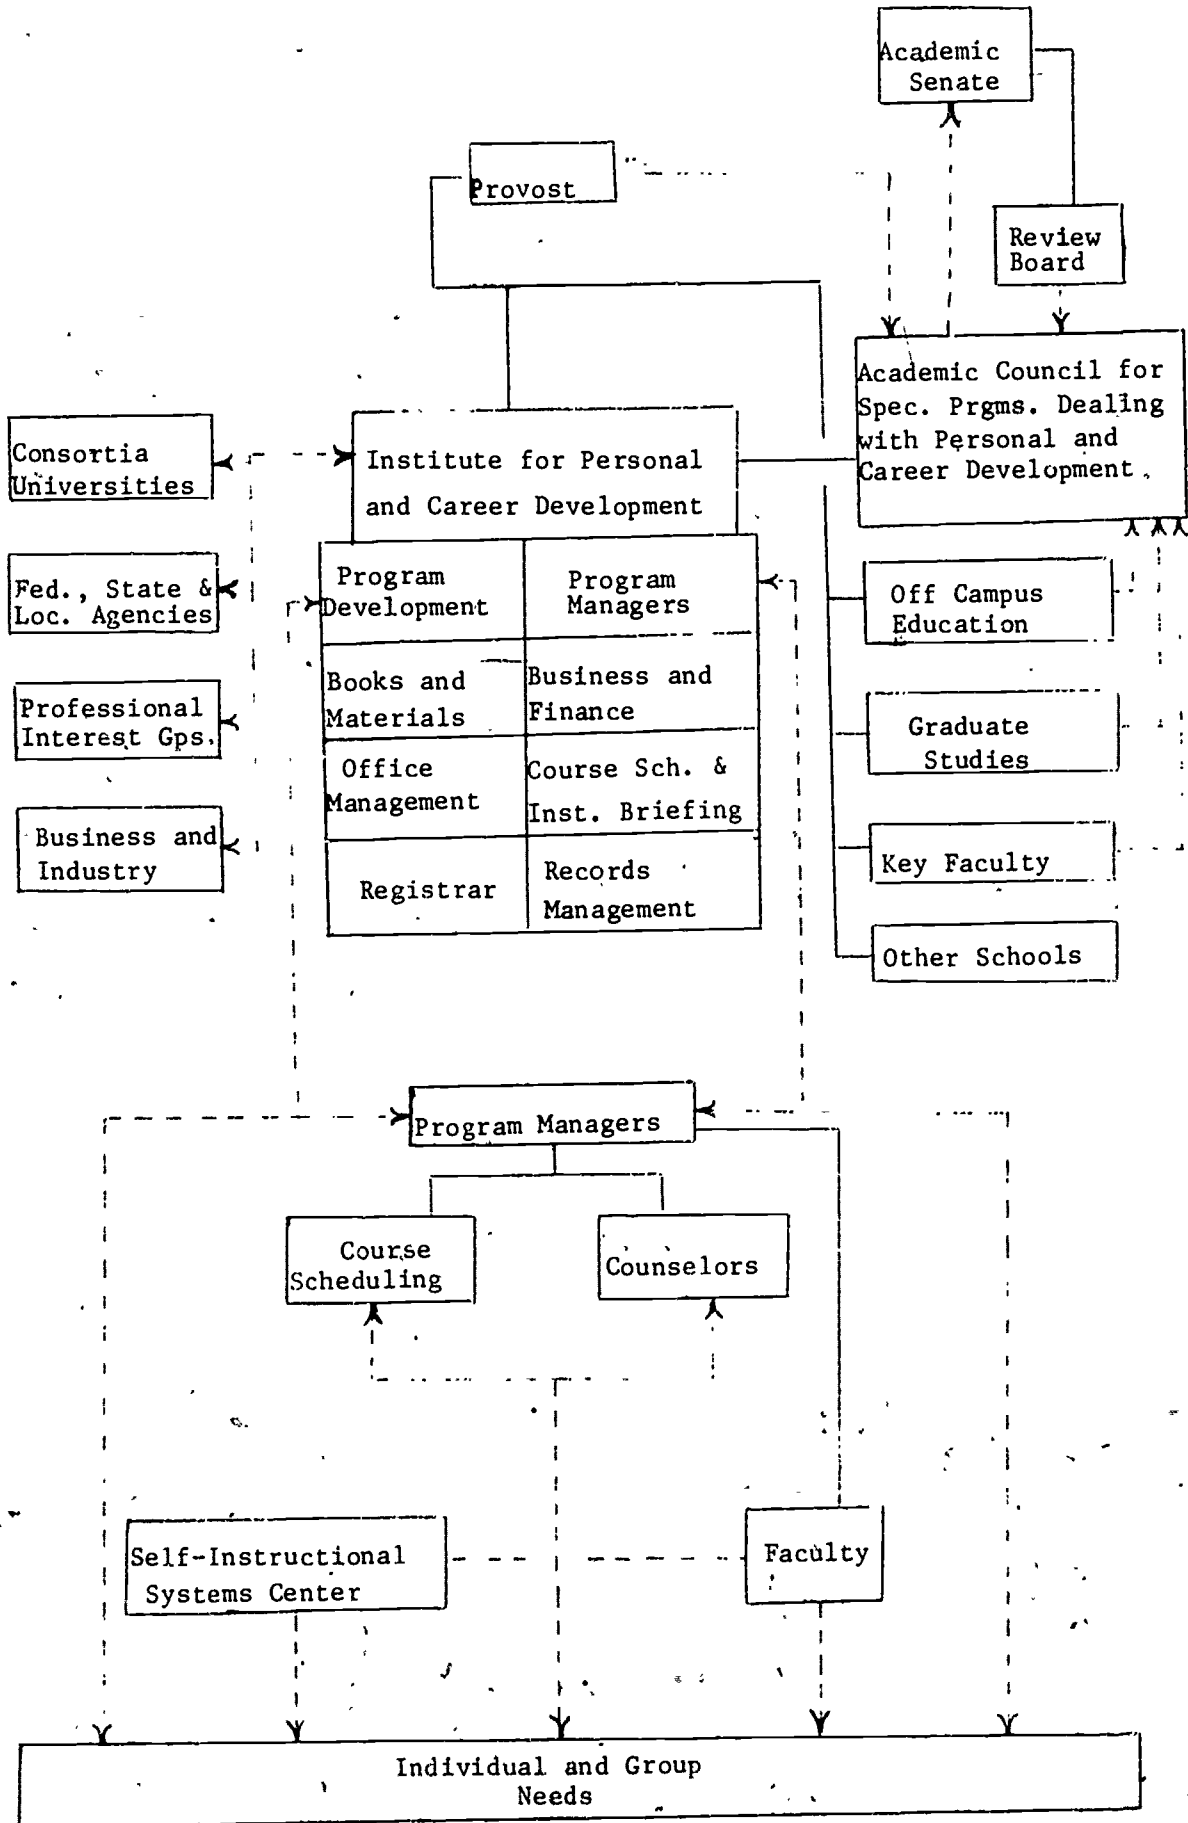 Academic
Senate
Provost
Review
Board
Academic Council for
Spec. Prgms. Dealing
with Personal and
Career Development
Consortia
Universities
Institute for Personal
and Career Development
Fed., State &
Loc. Agencies
Program
Development
Program
Managers
Off Campus
Education
Professional
Interest Gps.
Books and
Materials
Business and
Finance
Graduate
Studies
Office
Management
Course Sch. &
Inst. Briefing
Business and
Industry
Key Faculty
Registrar
Records
Management
Other Schools
Program Managers
Course
Scheduling
Counselors
Self-Instructional
Systems Center
Faculty
Individual and Group
Needs